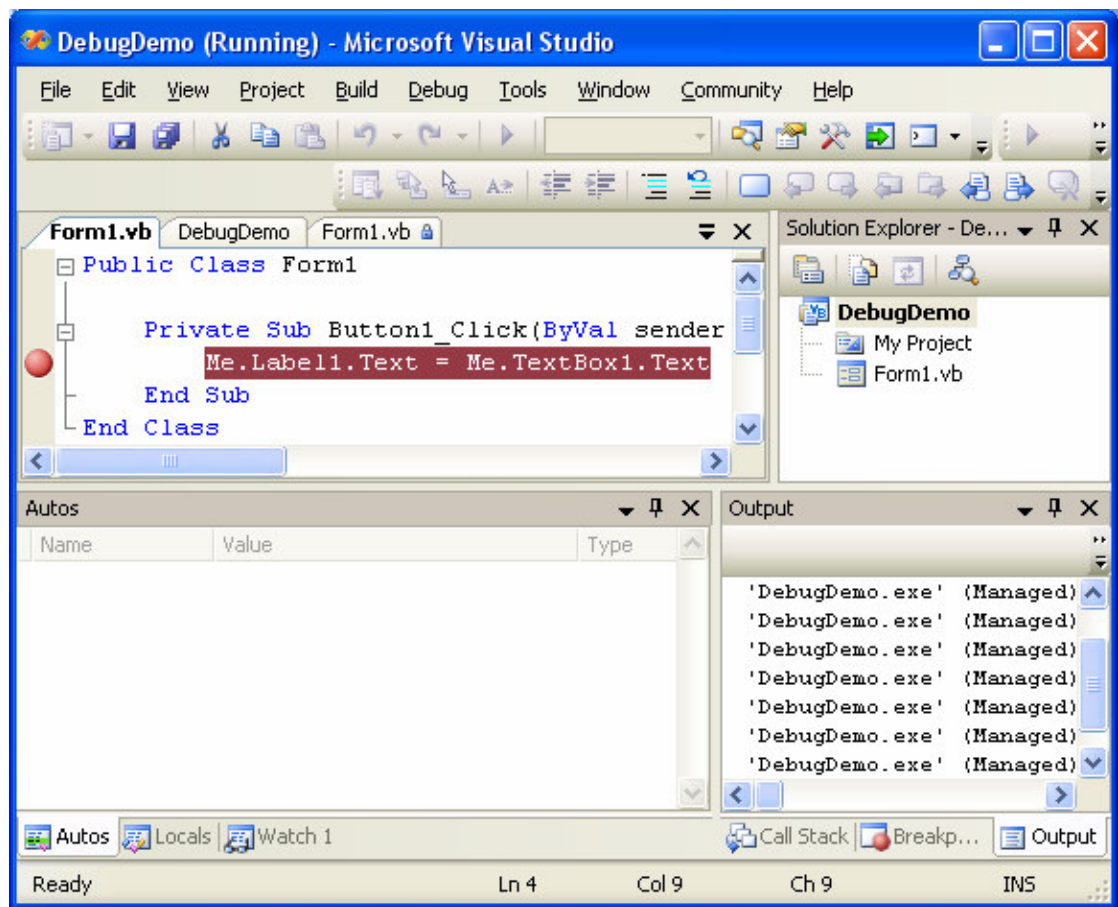 DebugDemo (Running) - Microsoft Visual Studio
File Edit View Project Build Debug Tools Window Community Help
Form1.vb DebugDemo Form1.vb
Solution Explorer - De...
Public Class Form1
Private Sub Button1_Click(ByVal sender
Me.Label1.Text = Me.TextBox1.Text
End Sub
End Class
DebugDemo
My Project
Form1.vb
Autos
Name Value Type
Output
'DebugDemo.exe' (Managed)
'DebugDemo.exe' (Managed)
'DebugDemo.exe' (Managed)
'DebugDemo.exe' (Managed)
'DebugDemo.exe' (Managed)
'DebugDemo.exe' (Managed)
'DebugDemo.exe' (Managed)
Autos Locals Watch 1
Call Stack Breakp... Output
Ready Ln 4 Col 9 Ch 9 INS